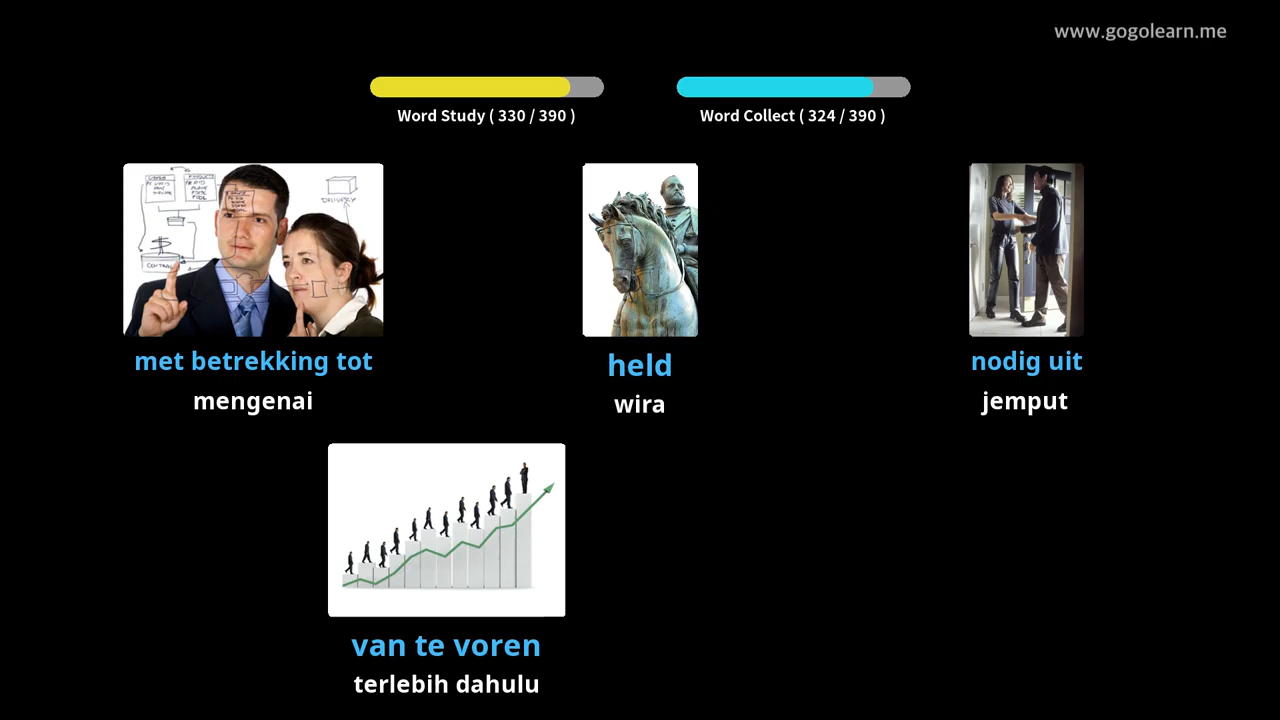 www.gogolearn.me
Word Study ( 330 / 390 )
Word Collect ( 324 / 390 )
DELIVERY
met betrekking tot
held
nodig uit
mengenai
wira
jemput
van te voren
terlebih dahulu